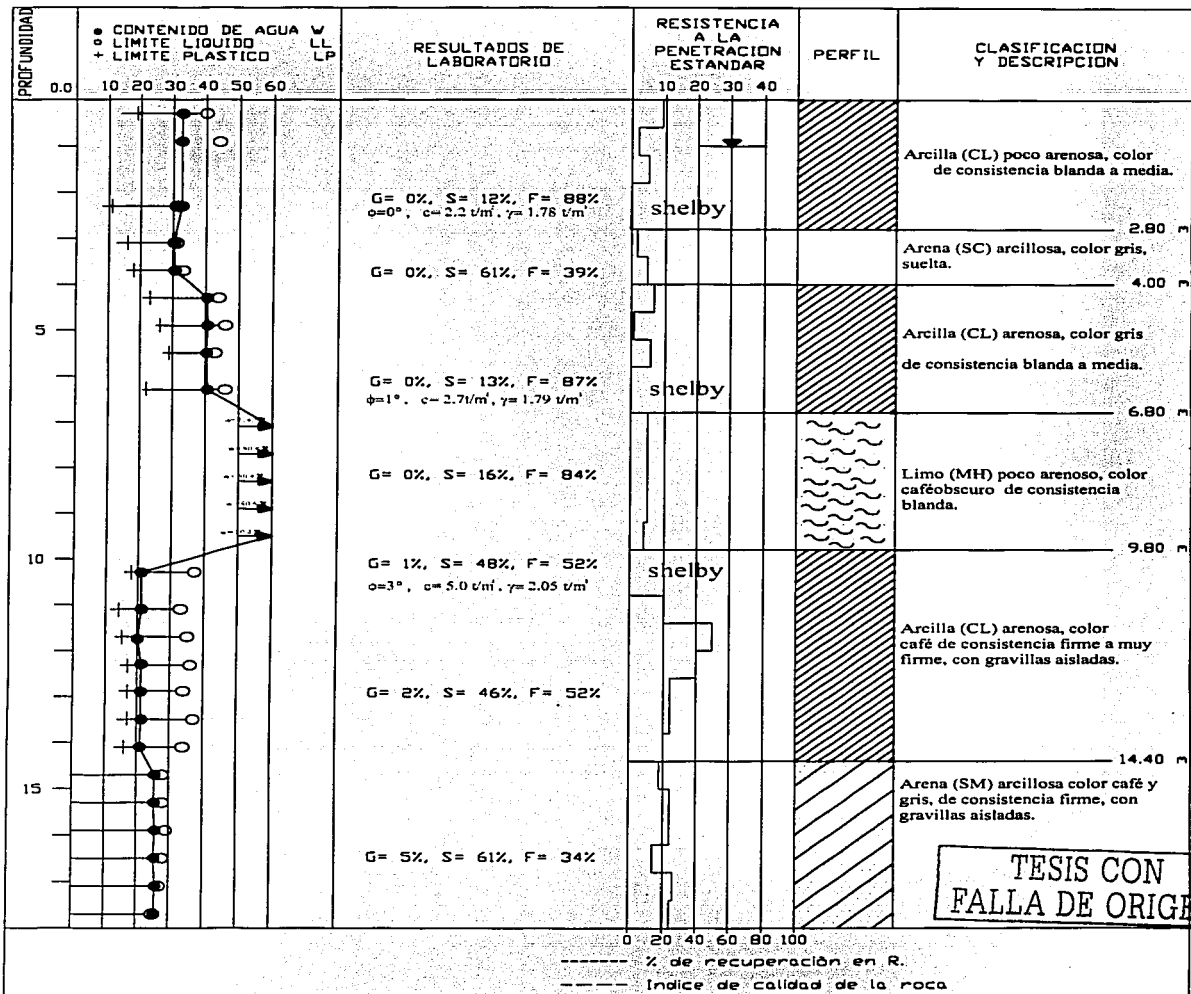 PROFUNDIDAD
● CONTENIDO DE AGUA W
○ LIMITE LIQUIDO LL
+ LIMITE PLASTICO LP
10 20 30 40 50 60
0.0
5
10
15
RESULTADOS DE
LABORATORIO
G= 0%, S= 12%, F= 88%
φ=0°, c=2.2 t/m², γ=1.78 t/m³
G= 0%, S= 61%, F= 39%
G= 0%, S= 13%, F= 87%
φ=1°, c=2.7t/m², γ=1.79 t/m³
G= 0%, S= 16%, F= 84%
G= 1%, S= 48%, F= 52%
φ=3°, c=5.0 t/m², γ=2.05 t/m³
G= 2%, S= 46%, F= 52%
G= 5%, S= 61%, F= 34%
RESISTENCIA
A LA
PENETRACION
ESTANDAR
10 20 30 40
shelby
shelby
shelby
0 20 40 60 80 100
PERFIL
CLASIFICACION
Y DESCRIPCION
Arcilla (CL) poco arenosa, color
de consistencia blanda a media.
2.80 m
Arena (SC) arcillosa, color gris,
suelta.
4.00 m
Arcilla (CL) arenosa, color gris
de consistencia blanda a media.
6.80 m
Limo (MH) poco arenoso, color
caféobscuro de consistencia
blanda.
9.80 m
Arcilla (CL) arenosa, color
café de consistencia firme a muy
firme, con gravillas aisladas.
14.40 m
Arena (SM) arcillosa color café y
gris, de consistencia firme, con
gravillas aisladas.
TESIS CON
FALLA DE ORIGE
% de recuperación en R.
Indice de calidad de la roca